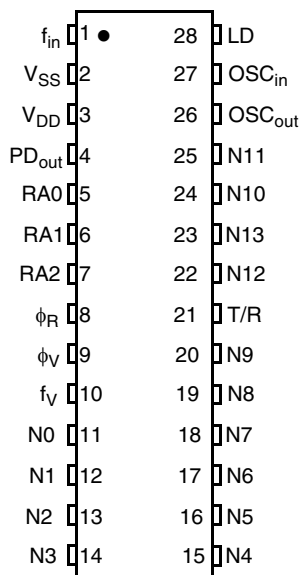 fin 1 28 LD
VSS 2 27 OSCin
VDD 3 26 OSCout
PDout 4 25 N11
RA0 5 24 N10
RA1 6 23 N13
RA2 7 22 N12
ϕR 8 21 T/R
ϕV 9 20 N9
fV 10 19 N8
N0 11 18 N7
N1 12 17 N6
N2 13 16 N5
N3 14 15 N4